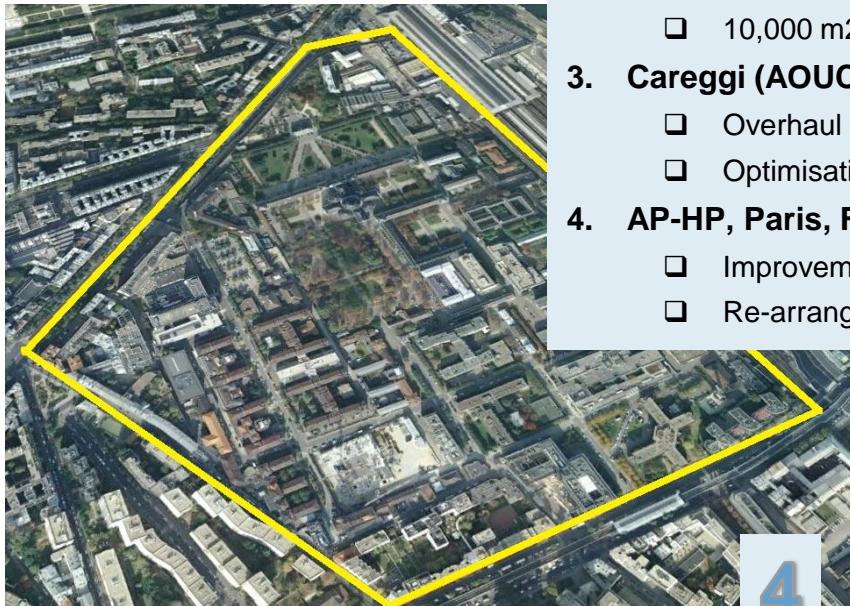 ❑ 10,000 m2
3. Careggi (AOUC
❑ Overhaul
❑ Optimisati
4. AP-HP, Paris, F
❑ Improvem
❑ Re-arrang
4